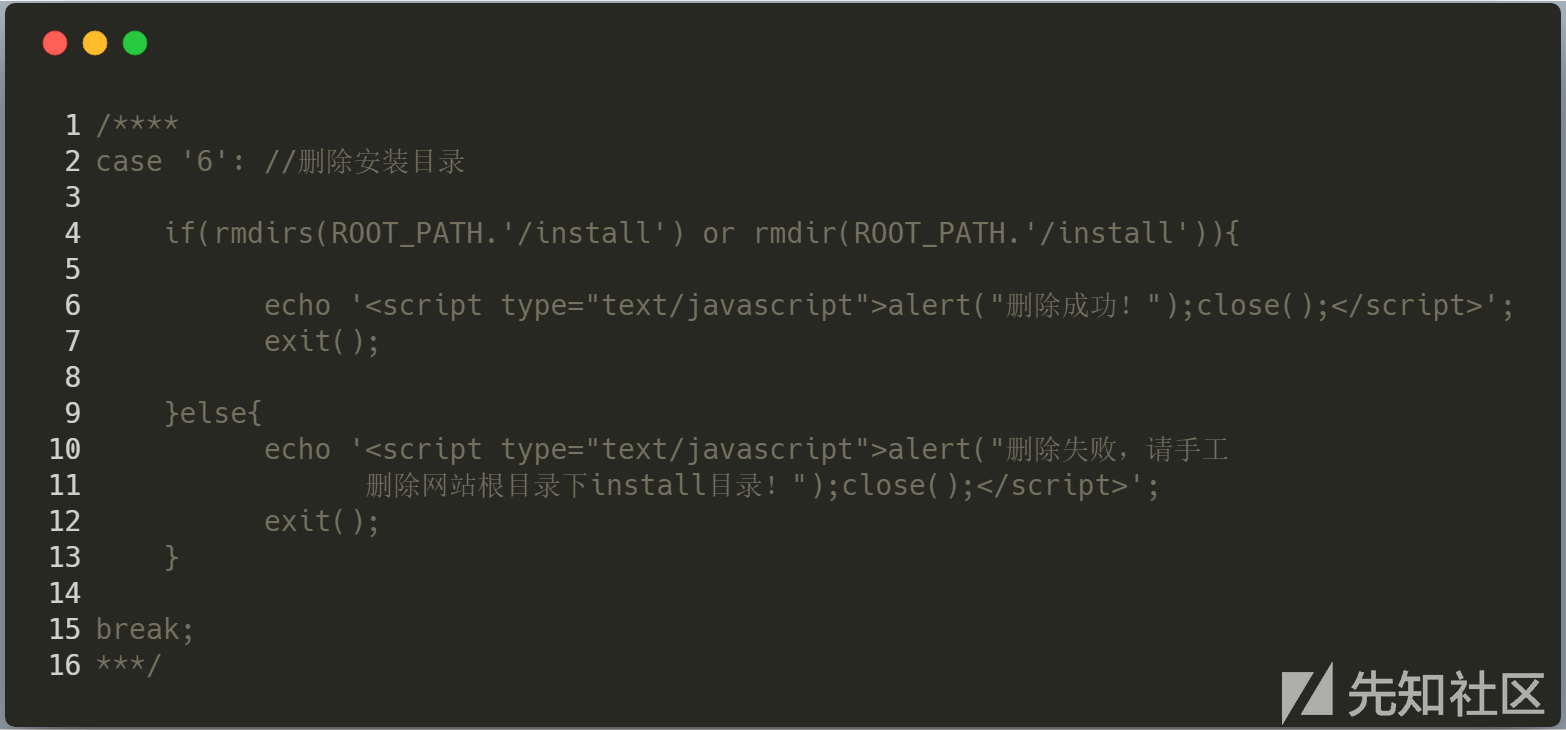 1 /****
2 case '6': //删除安装目录
3
4     if(rmdirs(ROOT_PATH.'/install') or rmdir(ROOT_PATH.'/install')){
5
6           echo '<script type="text/javascript">alert("删除成功！");close();</script>';
7           exit();
8
9     }else{
10           echo '<script type="text/javascript">alert("删除失败，请手工
11                 删除网站根目录下install目录！");close();</script>';
12           exit();
13     }
14
15 break;
16 ***/
先知社区